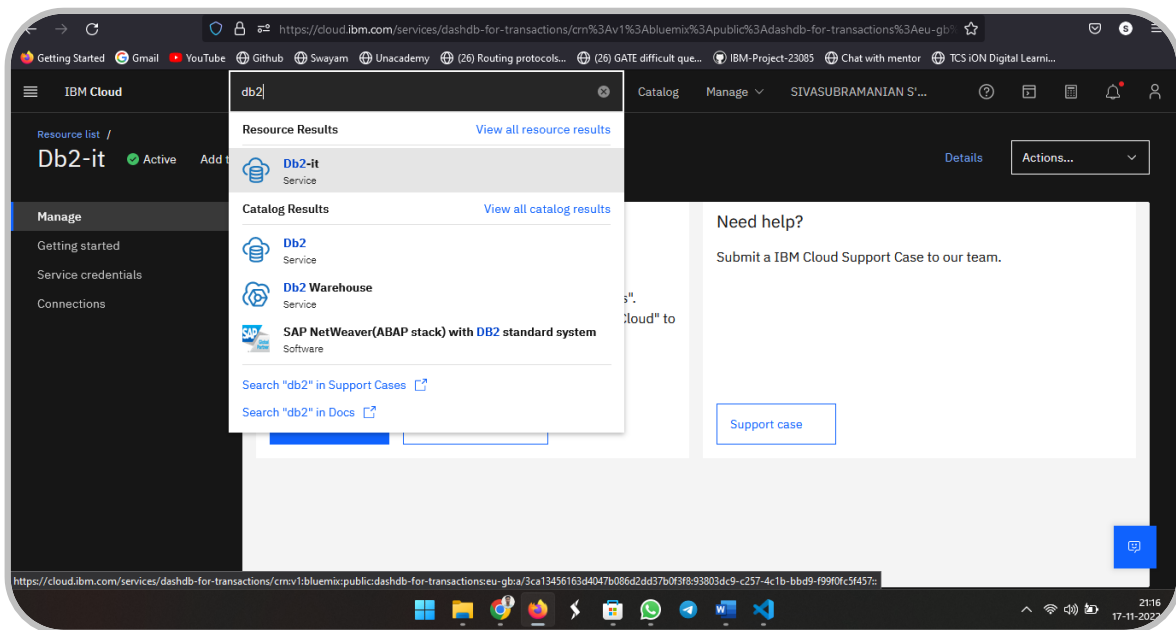 https://cloud.ibm.com/services/dashdb-for-transactions/crn%3Av1%3Abluemix%3Apublic%3Adashdb-for-transactions%3Aeu-gb%
S
Getting Started Gmail YouTube Github Swayam Unacademy (26) Routing protocols... (26) GATE difficult que... IBM-Project-23085 Chat with mentor TCS iON Digital Learni...
IBM Cloud
db2
Catalog Manage SIVASUBRAMANIAN S'...
Resource list /
Db2-it Active Add t
Details Actions...
Resource Results View all resource results
Db2-it
Service
Catalog Results View all catalog results
Db2
Service
Db2 Warehouse
Service
SAP SAP NetWeaver(ABAP stack) with DB2 standard system
Software
Search "db2" in Support Cases
Search "db2" in Docs
Manage
Getting started
Service credentials
Connections
s".
Cloud" to
Need help?
Submit a IBM Cloud Support Case to our team.
Support case
https://cloud.ibm.com/services/dashdb-for-transactions/crn:v1:bluemix:public:dashdb-for-transactions:eu-gb:a/3ca13456163d4047b086d2dd37b0f3f8:93803dc9-c257-4c1b-bbd9-f99f0fc5f457::
21:16
17-11-2022